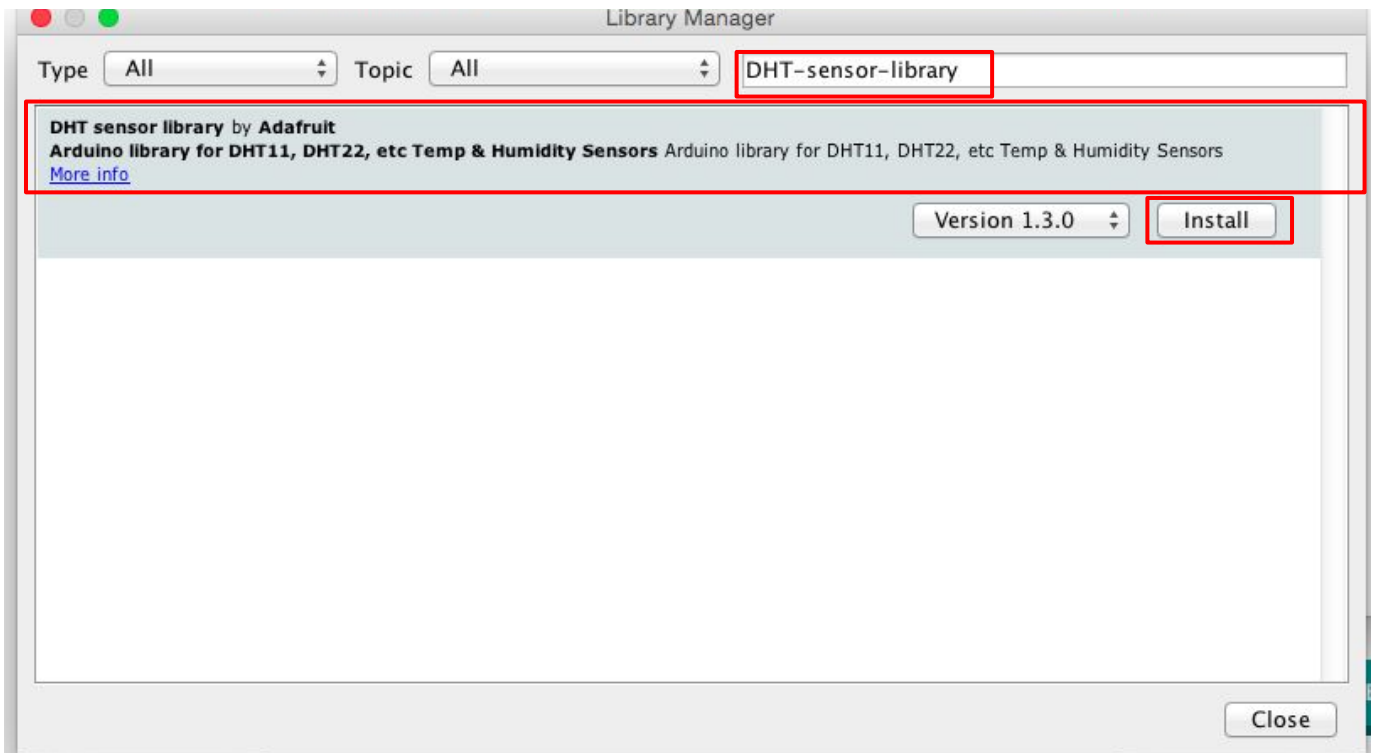 Library Manager
Type All Topic All DHT-sensor-library
DHT sensor library by Adafruit
Arduino library for DHT11, DHT22, etc Temp & Humidity Sensors Arduino library for DHT11, DHT22, etc Temp & Humidity Sensors
More info
Version 1.3.0 Install
Close